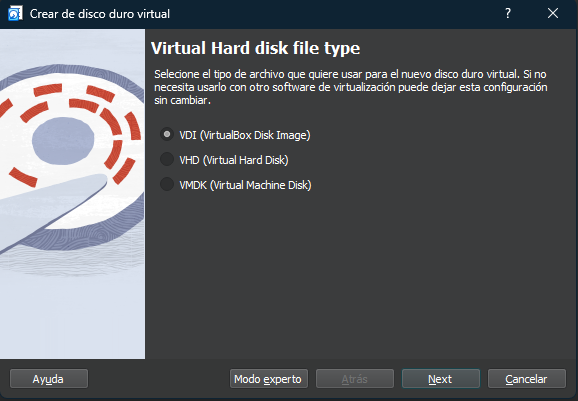 Crear de disco duro virtual
?
Virtual Hard disk file type
Selecione el tipo de archivo que quiere usar para el nuevo disco duro virtual. Si no
necesita usarlo con otro software de virtualización puede dejar esta configuración
sin cambiar.
VDI (VirtualBox Disk Image)
VHD (Virtual Hard Disk)
VMDK (Virtual Machine Disk)
Ayuda
Modo experto
Atrás
Next
Cancelar